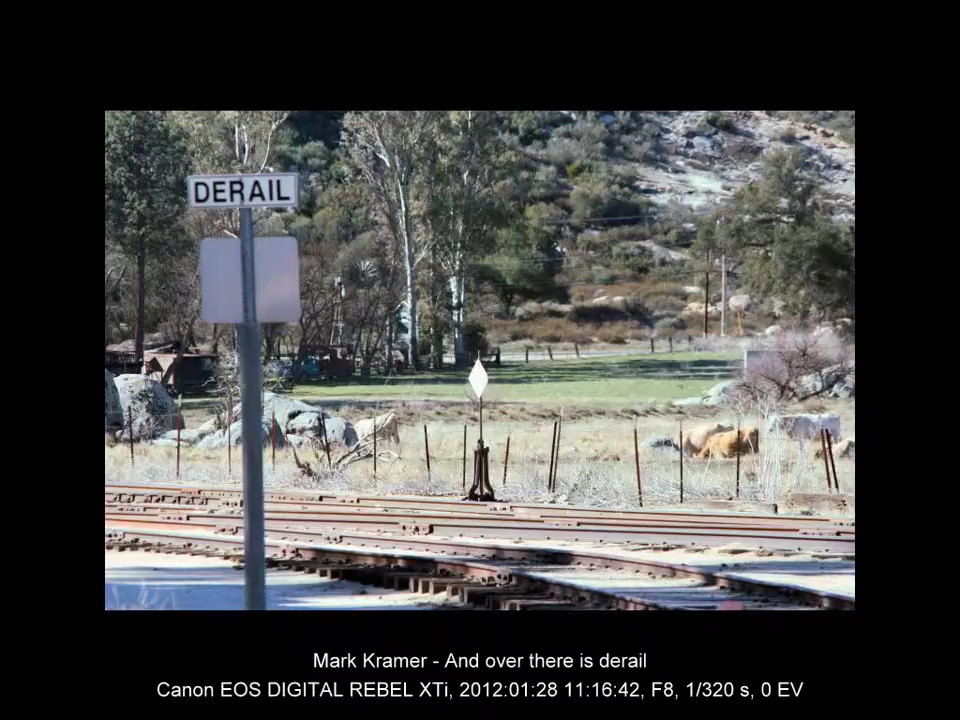 DERAIL
Mark Kramer - And over there is derail
Canon EOS DIGITAL REBEL XTi, 2012:01:28 11:16:42, F8, 1/320 s, 0 EV